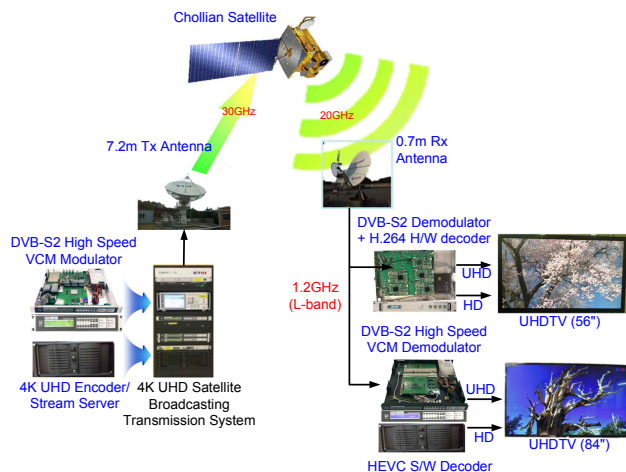 Chollian Satellite
30GHz
20GHz
7.2m Tx Antenna
0.7m Rx
Antenna
DVB-S2 High Speed
VCM Modulator
DVB-S2 Demodulator
+ H.264 H/W decoder
UHD
HD
UHDTV (56")
1.2GHz
(L-band)
DVB-S2 High Speed
VCM Demodulator
4K UHD Encoder/
Stream Server
4K UHD Satellite
Broadcasting
Transmission System
UHD
HD
UHDTV (84")
HEVC S/W Decoder